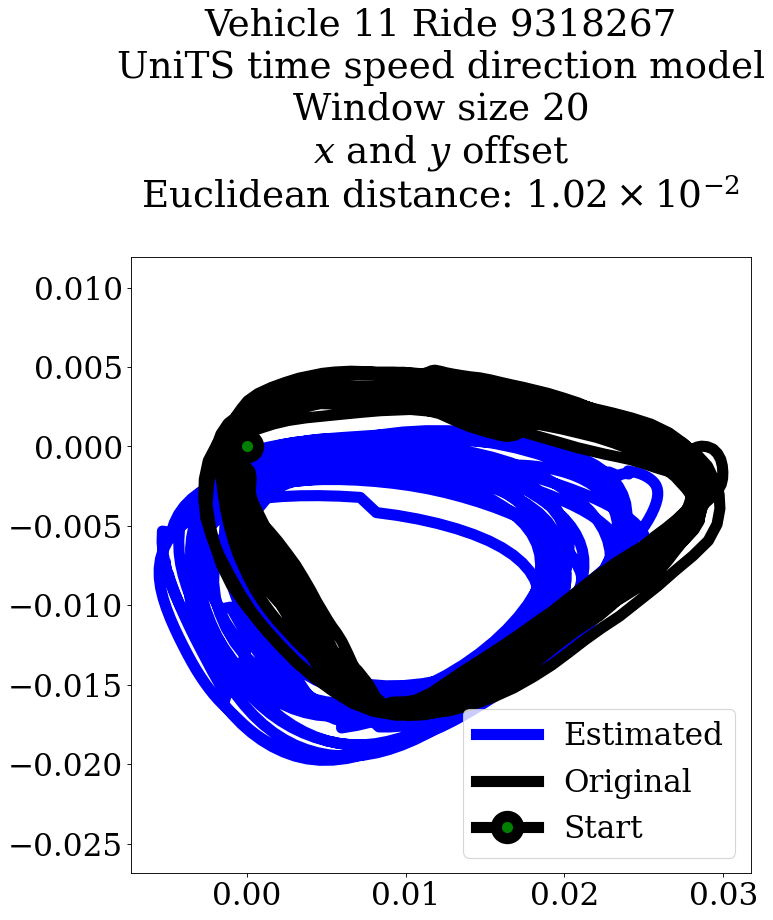 Vehicle 11 Ride 9318267
UniTS time speed direction model
Window size 20
x and y offset
Euclidean distance: 1.02 × 10⁻²
0.010
0.005
0.000
−0.005
−0.010
−0.015
−0.020
−0.025
0.00 0.01 0.02 0.03
Estimated
Original
Start